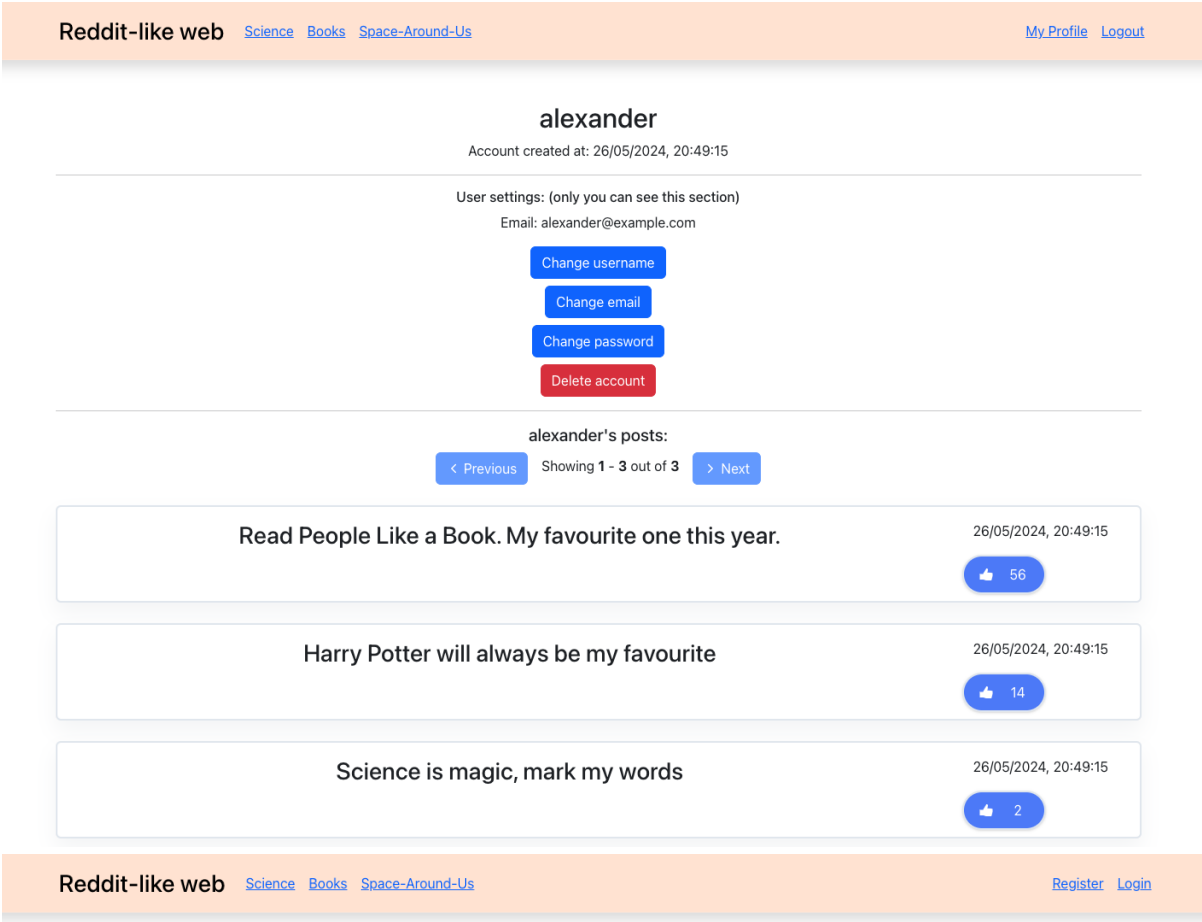 Reddit-like web Science Books Space-Around-Us My Profile Logout
alexander
Account created at: 26/05/2024, 20:49:15
User settings: (only you can see this section)
Email: alexander@example.com
Change username
Change email
Change password
Delete account
alexander's posts:
Previous Showing 1 - 3 out of 3 Next
Read People Like a Book. My favourite one this year. 26/05/2024, 20:49:15
56
Harry Potter will always be my favourite 26/05/2024, 20:49:15
14
Science is magic, mark my words 26/05/2024, 20:49:15
2
Reddit-like web Science Books Space-Around-Us Register Login